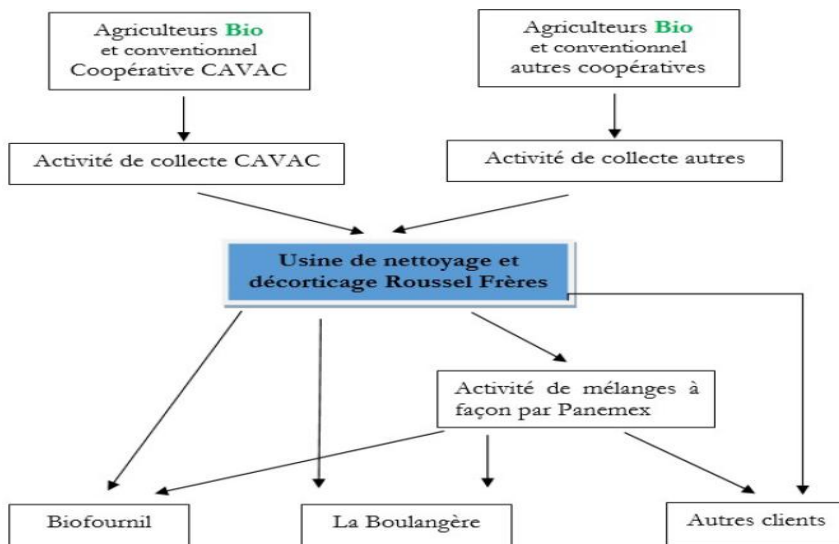 Agriculteurs Bio
et conventionnel
Coopérative CAVAC
Agriculteurs Bio
et conventionnel
autres coopératives
Activité de collecte CAVAC
Activité de collecte autres
Usine de nettoyage et
décorticage Roussel Frères
Activité de mélanges à
façon par Panemex
Biofournil
La Boulangère
Autres clients